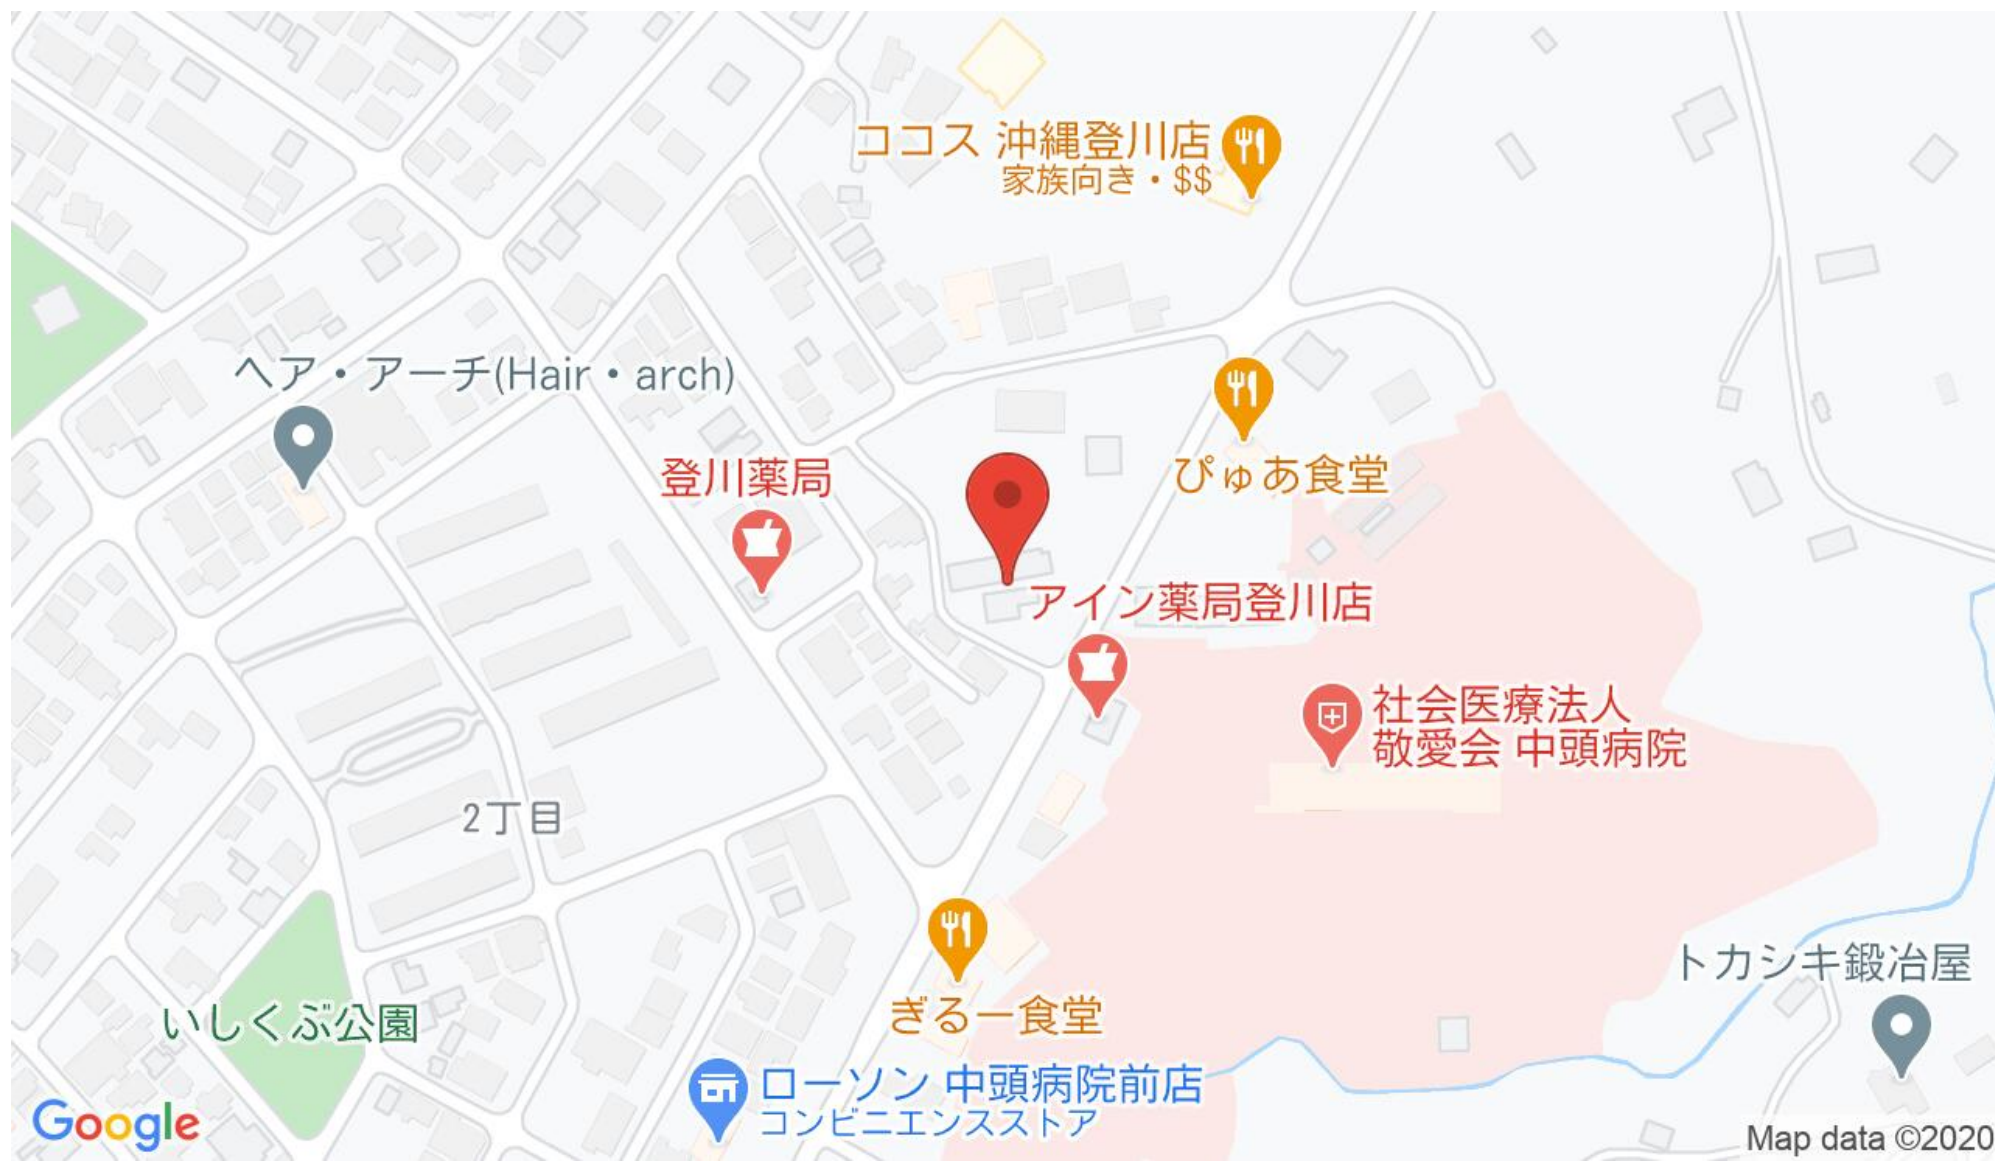 ココス 沖縄登川店
家族向き・$$
ヘア・アーチ(Hair・arch)
登川薬局
ぴゅあ食堂
アイン薬局登川店
社会医療法人
敬愛会 中頭病院
2丁目
トカシキ鍛冶屋
いしくぶ公園
ぎるー食堂
ローソン 中頭病院前店
コンビニエンスストア
Google
Map data ©2020